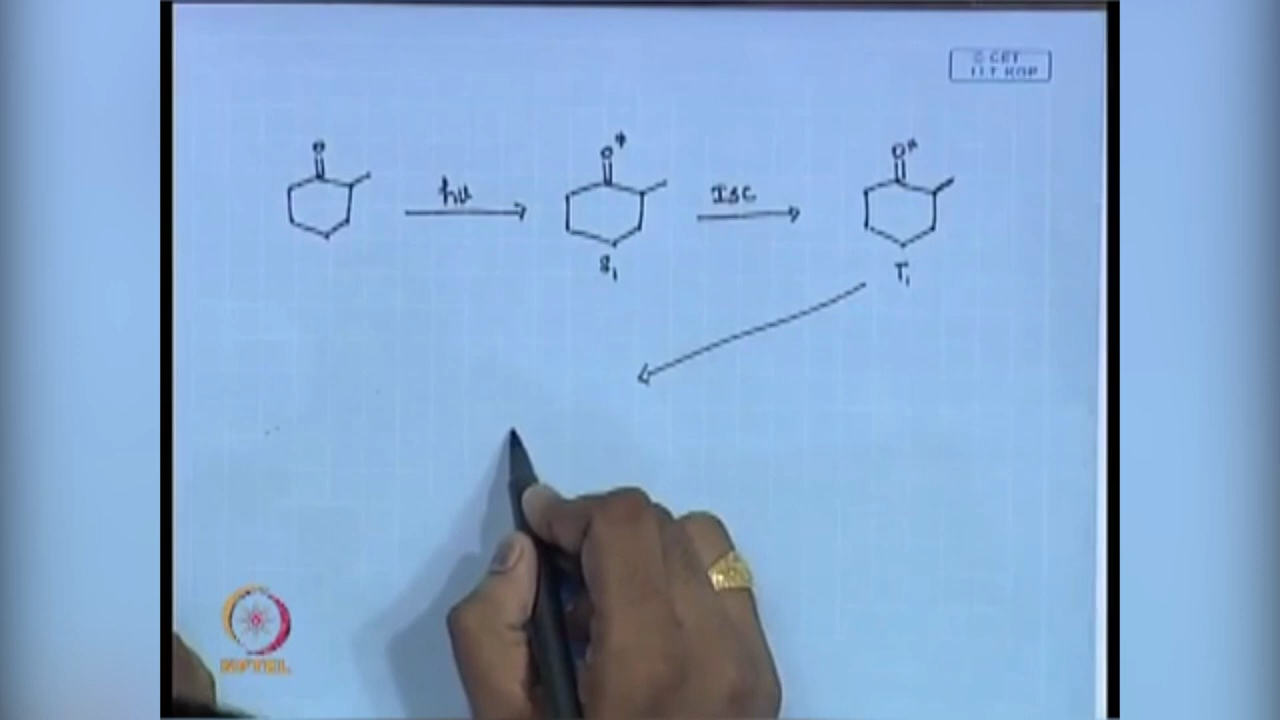 © CET
I.I.T. KGP
O
hν
O*
ISC
O*
S₁
T₁
NPTEL